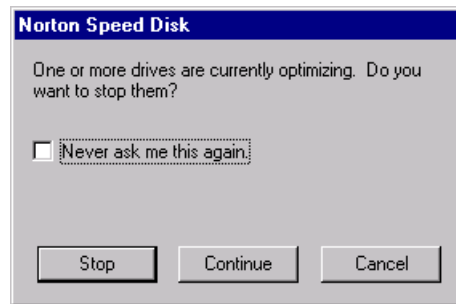 Norton Speed Disk
One or more drives are currently optimizing.  Do you
want to stop them?
Never ask me this again.
Stop
Continue
Cancel